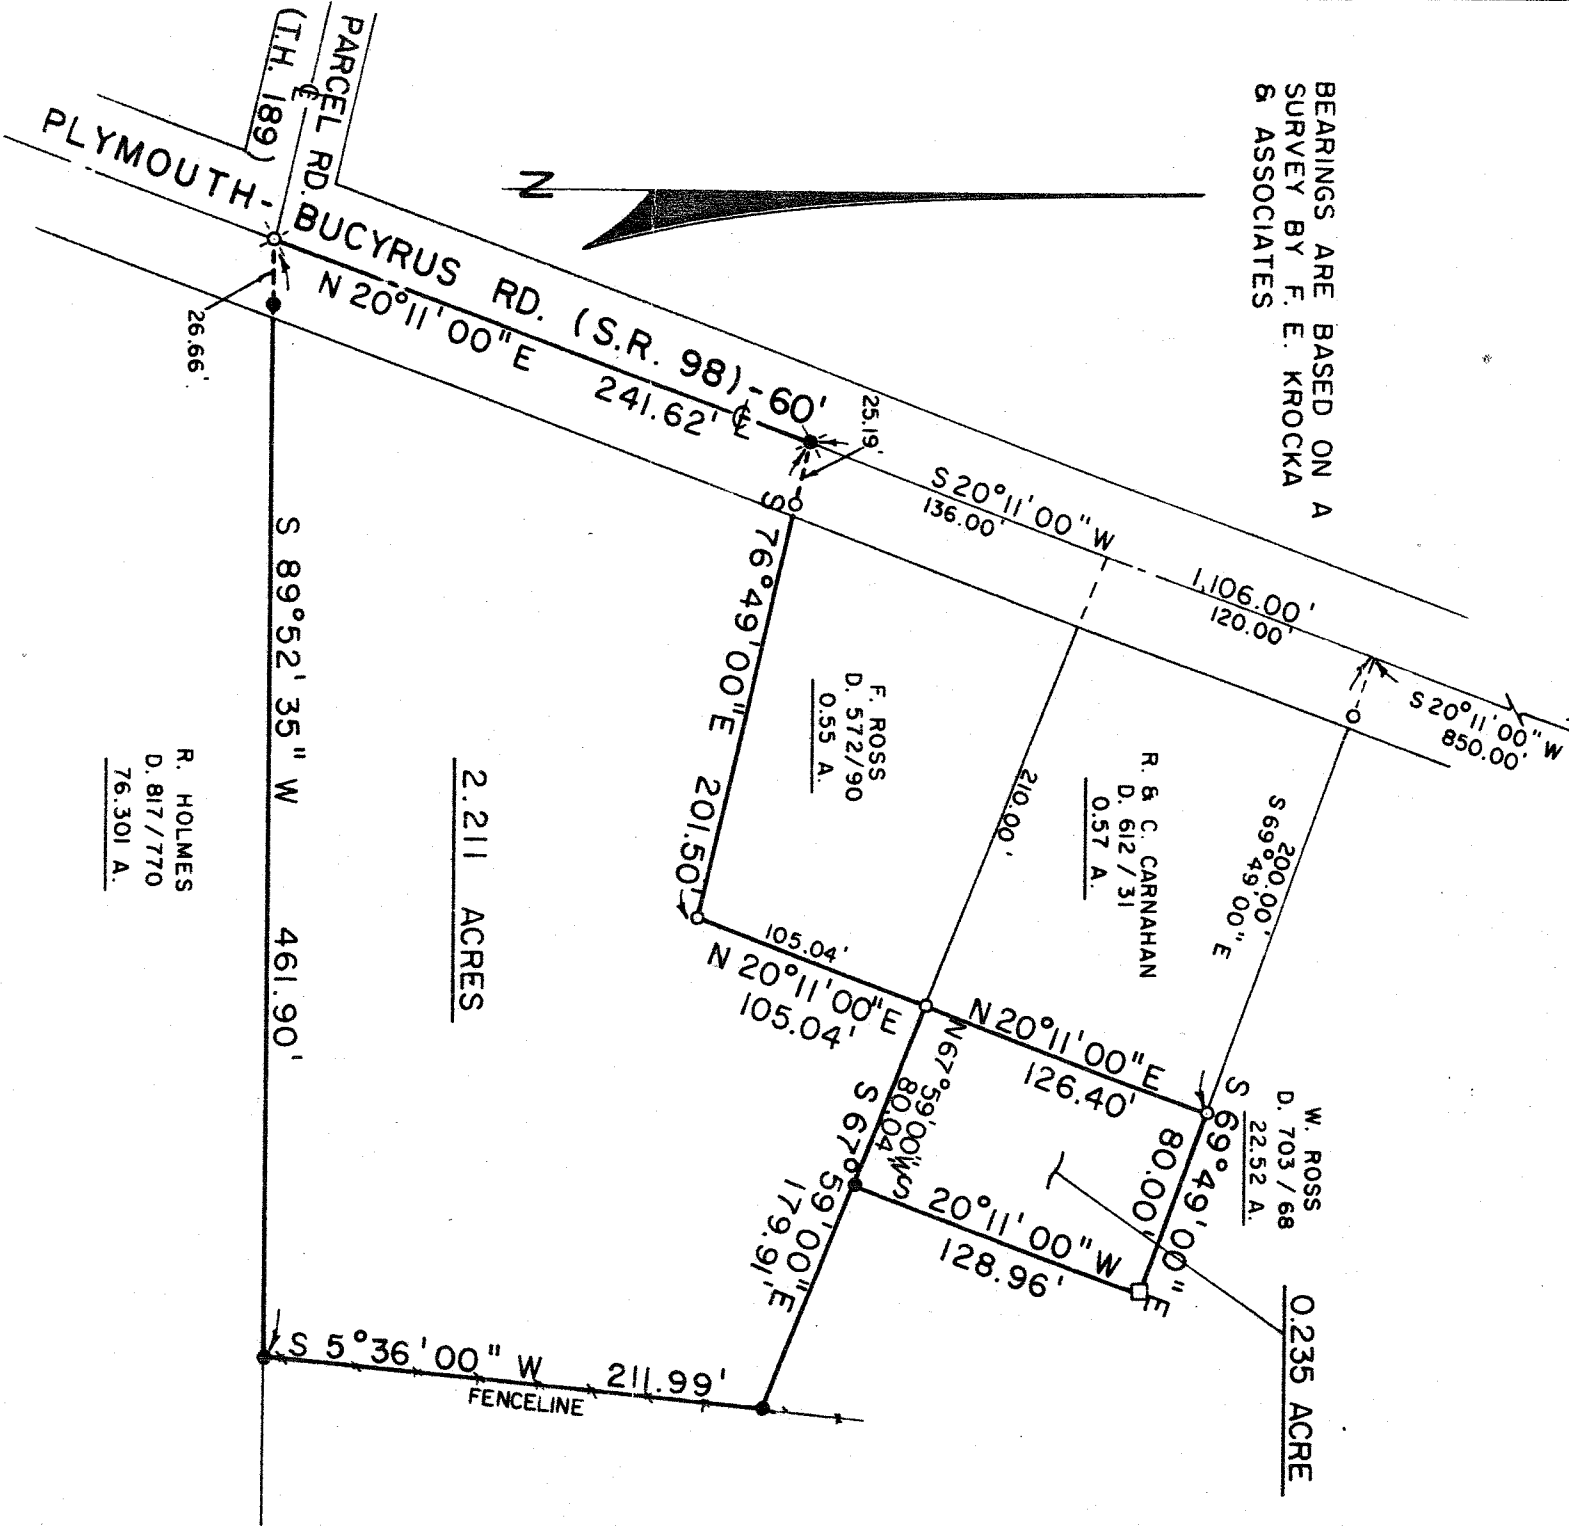 BEARINGS ARE BASED ON A
SURVEY BY F. E. KROCKA
& ASSOCIATES
N
PARCEL RD.
(T.H. 189)
℄
PLYMOUTH- BUCYRUS RD. (S.R. 98)-60'
N 20°11'00"E 241.62' ℄
26.66'
25.19'
S 20°11'00" W
136.00'
1,106.00'
120.00'
S 20°11'00" W
850.00'
200.00'
S 69°49'00" E
R. & C. CARNAHAN
D. 612/31
0.57 A.
210.00'
F. ROSS
D. 572/90
0.55 A.
S 76°49'00"E 201.50'
105.04'
N 20°11'00"E
105.04'
N 20°11'00"E
126.40'
W. ROSS
D. 703/68
22.52 A.
S 69°49'00"E
80.00'
0.235 ACRE
N67°59'00"W
80.04'
S 20°11'00"W
128.96'
S 67°59'00"E
179.91'
2.211 ACRES
S 89°52'35" W 461.90'
S 5°36'00" W 211.99'
FENCELINE
R. HOLMES
D. 817/770
76.301 A.